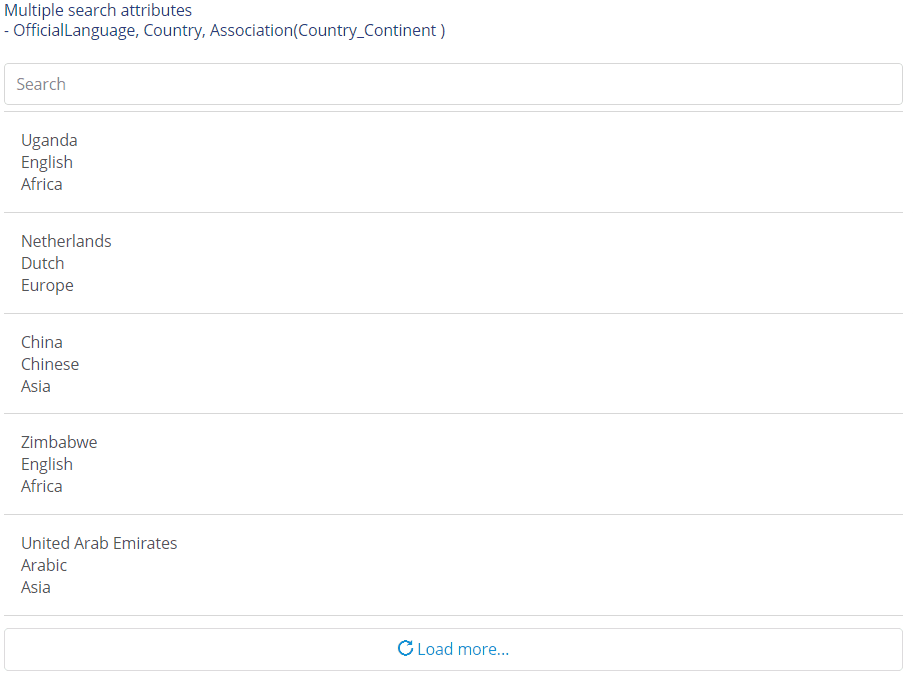 Multiple search attributes
- OfficialLanguage, Country, Association(Country_Continent )
Search
Uganda
English
Africa
Netherlands
Dutch
Europe
China
Chinese
Asia
Zimbabwe
English
Africa
United Arab Emirates
Arabic
Asia
Load more...